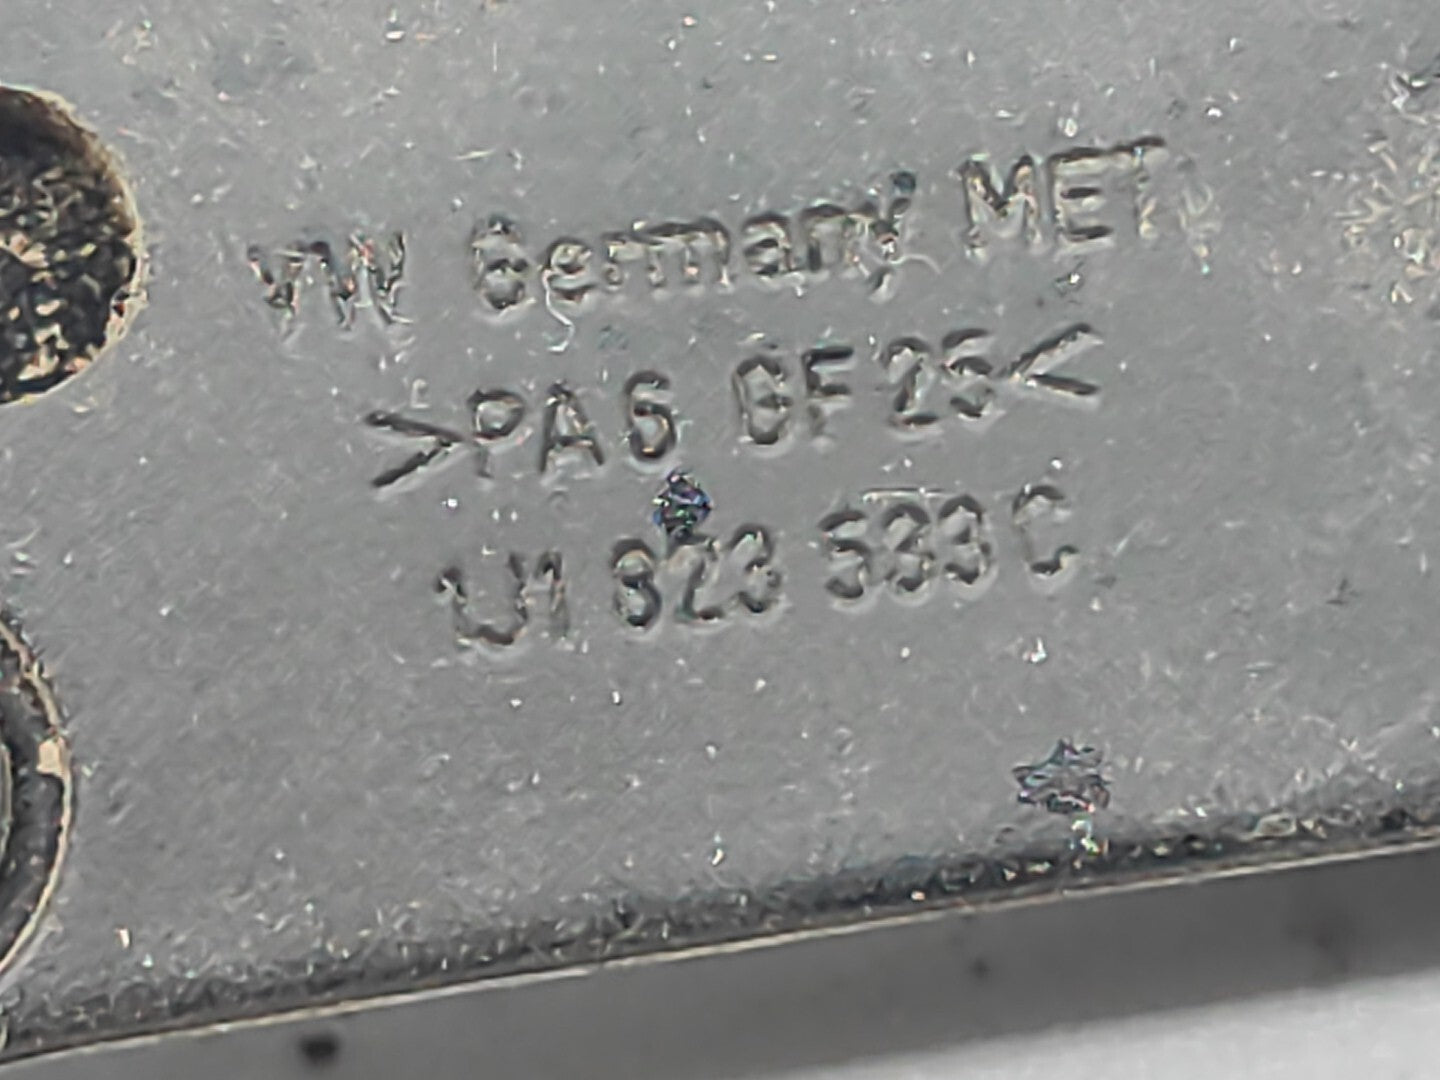 VW Germany MET
>PA6 GF25<
1J1 823 533 C